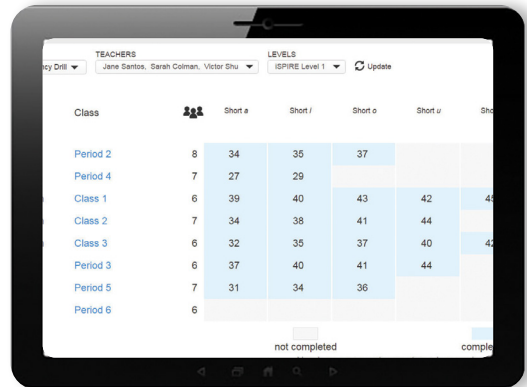 TEACHERS LEVELS
ncy Drill Jane Santos, Sarah Colman, Victor Shu iSPIRE Level 1 Update
Class Short a Short i Short o Short u Sho
Period 2 8 34 35 37
Period 4 7 27 29
Class 1 6 39 40 43 42 45
Class 2 7 34 38 41 44
Class 3 6 32 35 37 40 42
Period 3 6 37 40 41 44
Period 5 7 31 34 36
Period 6 6
not completed comple